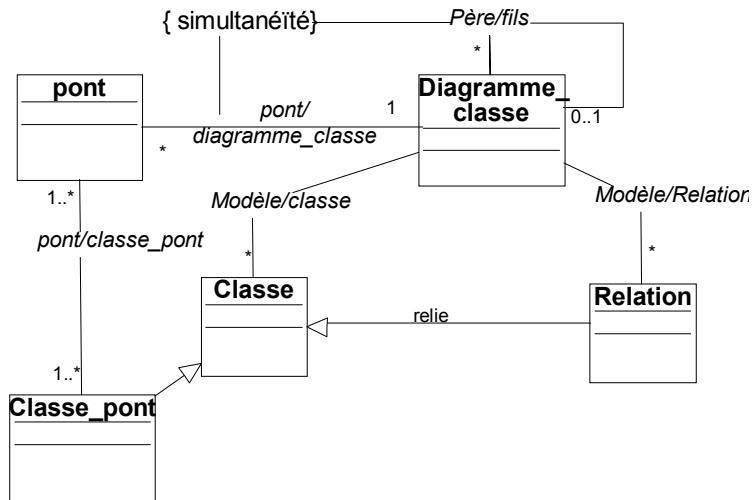 { simultanéïté}
Père/fils
*
pont
Diagramme_
classe
pont/
diagramme_classe
1
*
0..1
1..*
Modèle/classe
Modèle/Relation
pont/classe_pont
*
*
Classe
Relation
relie
1..*
Classe_pont